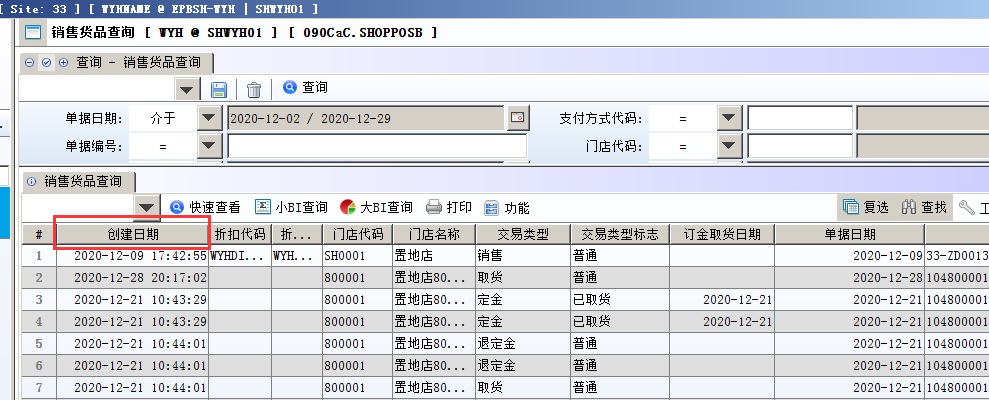 [ Site: 33 ] [ WYHNAME @ EPBSH-WYH | SHWYH01 ]
销售货品查询 [ WYH @ SHWYH01 ] [ 090CaC.SHOPPOSB ]
查询 - 销售货品查询
查询
单据日期: 介于 2020-12-02 / 2020-12-29 支付方式代码: =
单据编号: = 门店代码: =
销售货品查询
快速查看 小BI查询 大BI查询 打印 功能 复选 查找
# 创建日期 折扣代码 折... 门店代码 门店名称 交易类型 交易类型标志 订金取货日期 单据日期
1 2020-12-09 17:42:55 WYHDI... WYH... SH0001 置地店 销售 普通 2020-12-09 33-ZD0013
2 2020-12-28 20:17:02 800001 置地店80... 取货 普通 2020-12-28 104800001
3 2020-12-21 10:43:29 800001 置地店80... 定金 已取货 2020-12-21 2020-12-21 104800001
4 2020-12-21 10:43:29 800001 置地店80... 定金 已取货 2020-12-21 2020-12-21 104800001
5 2020-12-21 10:44:01 800001 置地店80... 退定金 普通 2020-12-21 104800001
6 2020-12-21 10:44:01 800001 置地店80... 退定金 普通 2020-12-21 104800001
7 2020-12-21 10:44:01 800001 置地店80... 取货 普通 2020-12-21 104800001